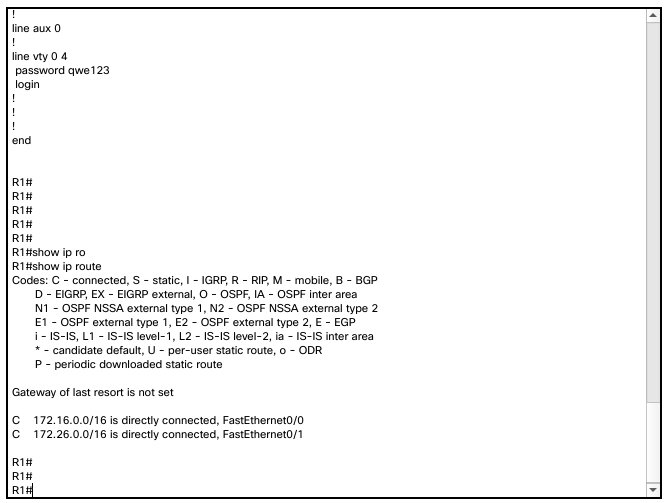 !
line aux 0
!
line vty 0 4
password qwe123
login
!
!
!
end
R1#
R1#
R1#
R1#
R1#
R1#show ip ro
R1#show ip route
Codes: C - connected, S - static, I - IGRP, R - RIP, M - mobile, B - BGP
D - EIGRP, EX - EIGRP external, O - OSPF, IA - OSPF inter area
N1 - OSPF NSSA external type 1, N2 - OSPF NSSA external type 2
E1 - OSPF external type 1, E2 - OSPF external type 2, E - EGP
i - IS-IS, L1 - IS-IS level-1, L2 - IS-IS level-2, ia - IS-IS inter area
* - candidate default, U - per-user static route, o - ODR
P - periodic downloaded static route
Gateway of last resort is not set
C 172.16.0.0/16 is directly connected, FastEthernet0/0
C 172.26.0.0/16 is directly connected, FastEthernet0/1
R1#
R1#
R1#